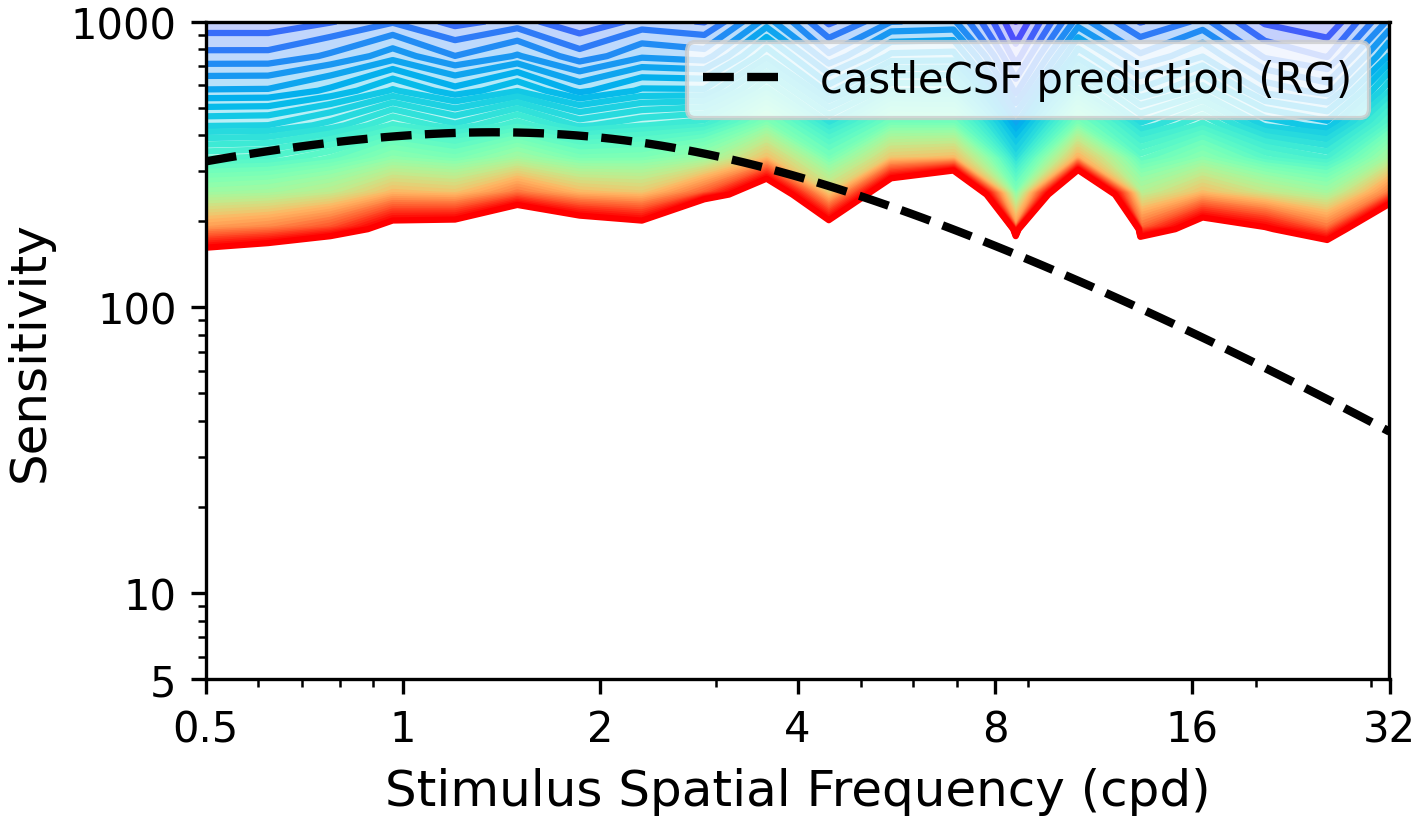 1000
100
10
5
Sensitivity
castleCSF prediction (RG)
0.5 1 2 4 8 16 32
Stimulus Spatial Frequency (cpd)